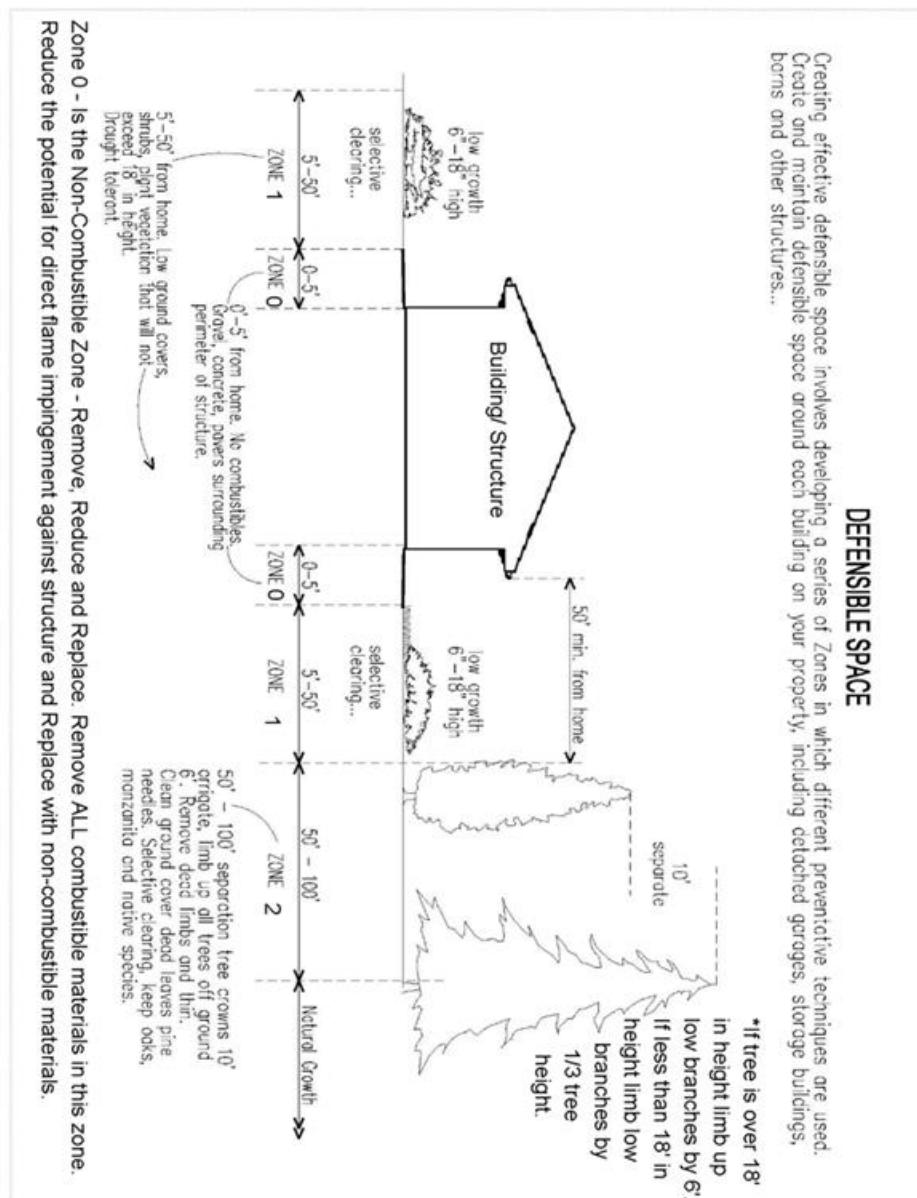 DEFENSIBLE SPACE
Creating effective defensible space involves developing a series of Zones in which different preventative techniques are used.
Create and maintain defensible space around each building on your property, including detached garages, storage buildings,
barns and other structures...
*If tree is over 18'
in height limb up
low branches by 6'
If less than 18' in
height limb low
branches by
1/3 tree
height.
10'
separate
50' min. from home
Building/ Structure
low growth
6"-18" high
selective
clearing...
low growth
6"-18" high
selective
clearing...
5'-50'
0-5'
0-5'
5'-50'
50' - 100'
Natural Growth
ZONE 1
ZONE 0
ZONE 0
ZONE 1
ZONE 2
0'-5' from home. No combustibles.
Gravel, concrete, pavers surrounding
perimeter of structure.
5'-50' from home. Low ground covers,
shrubs, plant vegetation that will not
exceed 18" in height.
Drought tolerant.
50' - 100' separation tree crowns 10'
irrigate, limb up all trees off ground
6'. Remove dead limbs and thin.
Clean ground cover dead leaves pine
needles. Selective clearing, keep oaks,
manzanita and native species.
Zone 0 - Is the Non-Combustible Zone - Remove, Reduce and Replace. Remove ALL combustible materials in this zone.
Reduce the potential for direct flame impingement against structure and Replace with non-combustible materials.